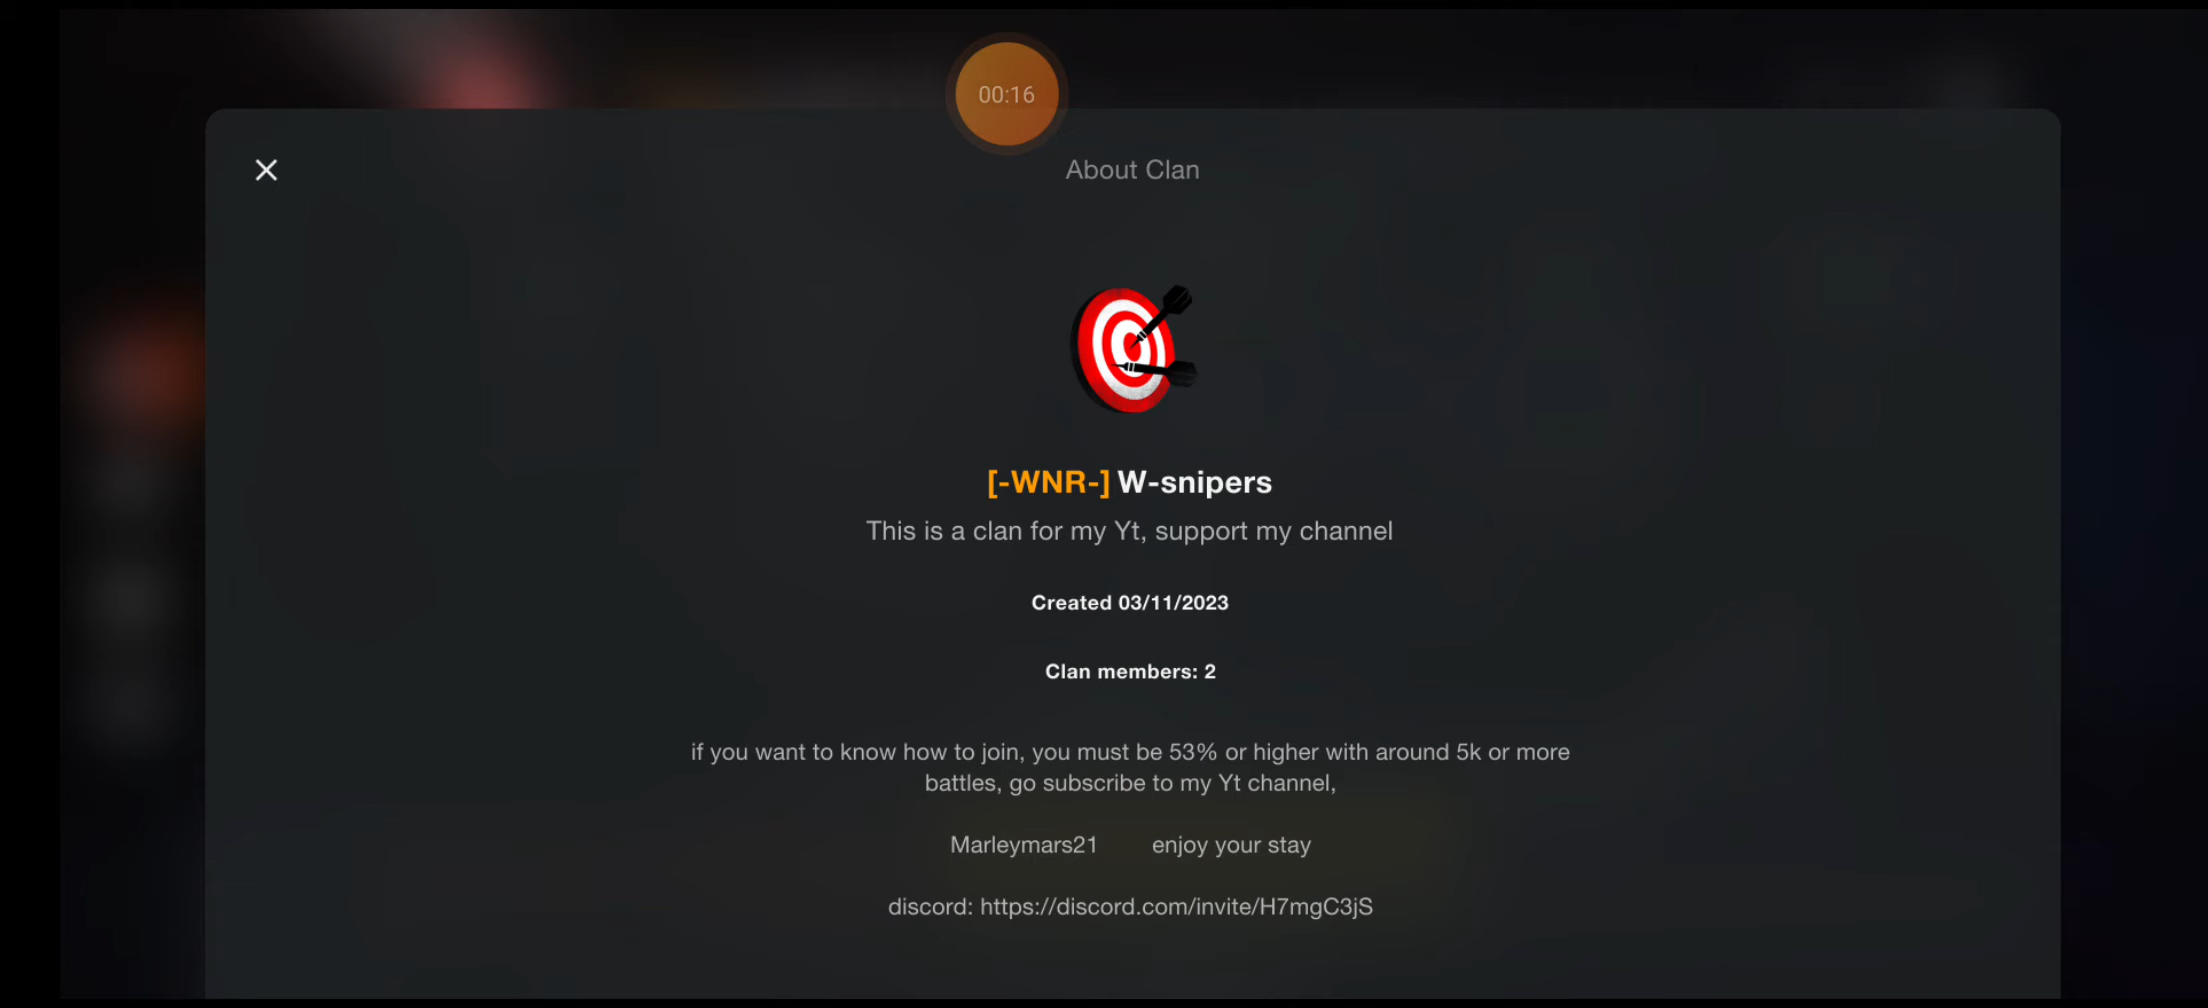 00:16
About Clan
[-WNR-] W-snipers
This is a clan for my Yt, support my channel
Created 03/11/2023
Clan members: 2
if you want to know how to join, you must be 53% or higher with around 5k or more
battles, go subscribe to my Yt channel,
Marleymars21 enjoy your stay
discord: https://discord.com/invite/H7mgC3jS